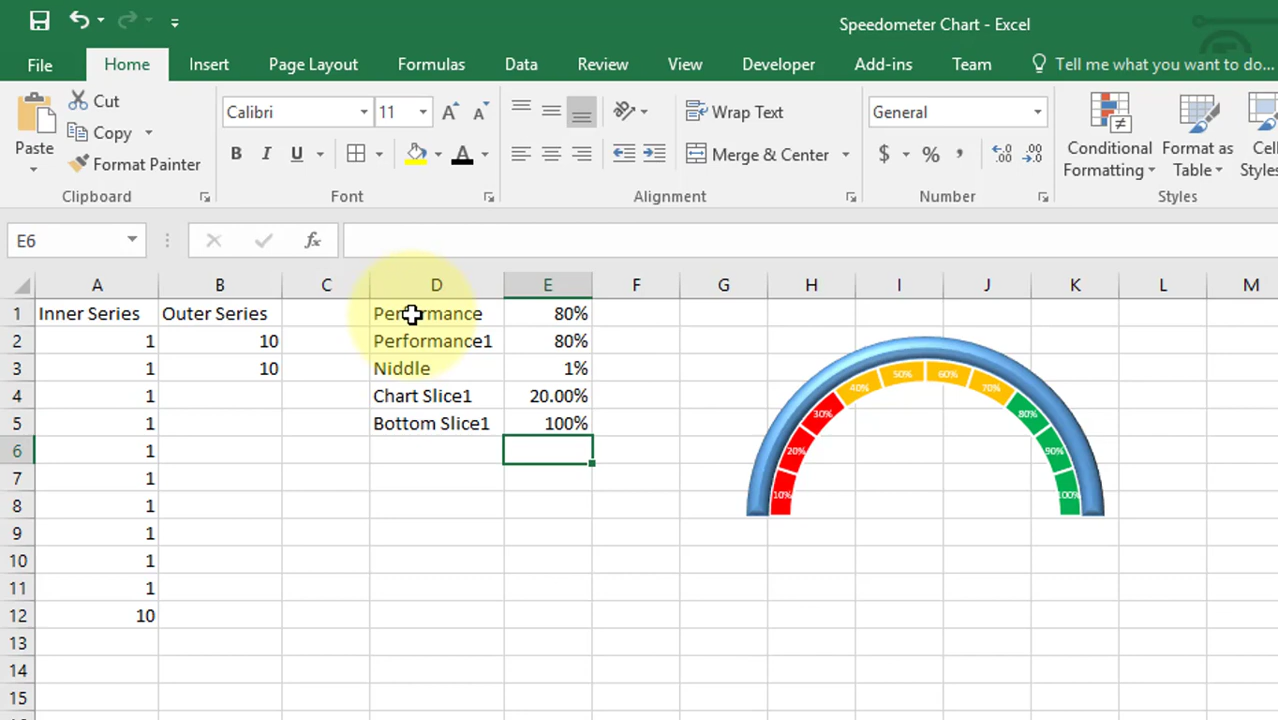 Speedometer Chart - Excel
File Home Insert Page Layout Formulas Data Review View Developer Add-ins Team Tell me what you want to do...
Paste
Cut
Copy
Format Painter
Clipboard
Calibri 11
B I U A
Font
Wrap Text
Merge & Center
Alignment
General
$ % ,
Number
Conditional Formatting
Format as Table
Styles
E6 fx
A B C D E F G H I J K L M
1 Inner Series Outer Series Performance 80%
2 1 10 Performance1 80%
3 1 10 Niddle 1%
4 1 Chart Slice1 20.00%
5 1 Bottom Slice1 100%
6 1
7 1
8 1
9 1
10 1
11 1
12 10
13
14
15
10% 20% 30% 40% 50% 60% 70% 80% 90% 100%